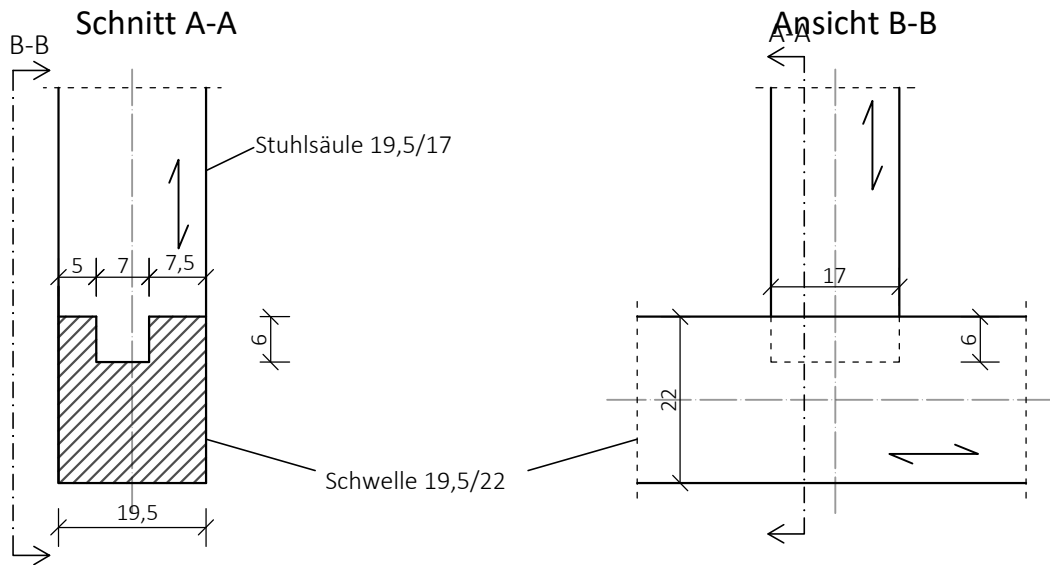 Schnitt A-A
Ansicht B-B
B-B
A-A
Stuhlsäule 19,5/17
5
7
7,5
17
6
6
22
Schwelle 19,5/22
19,5